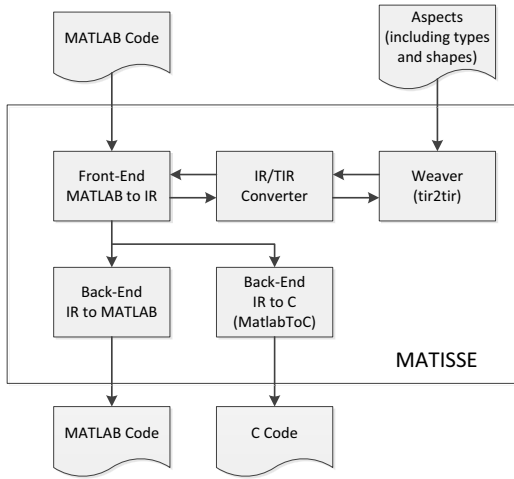 MATLAB Code
Aspects
(including types
and shapes)
Front-End
MATLAB to IR
IR/TIR
Converter
Weaver
(tir2tir)
Back-End
IR to MATLAB
Back-End
IR to C
(MatlabToC)
MATISSE
MATLAB Code
C Code